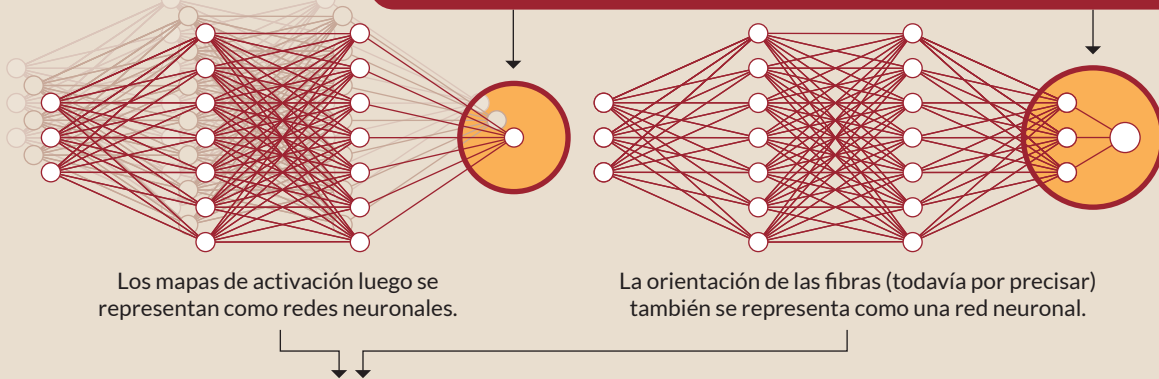 Los mapas de activación luego se
representan como redes neuronales.
La orientación de las fibras (todavía por precisar)
también se representa como una red neuronal.